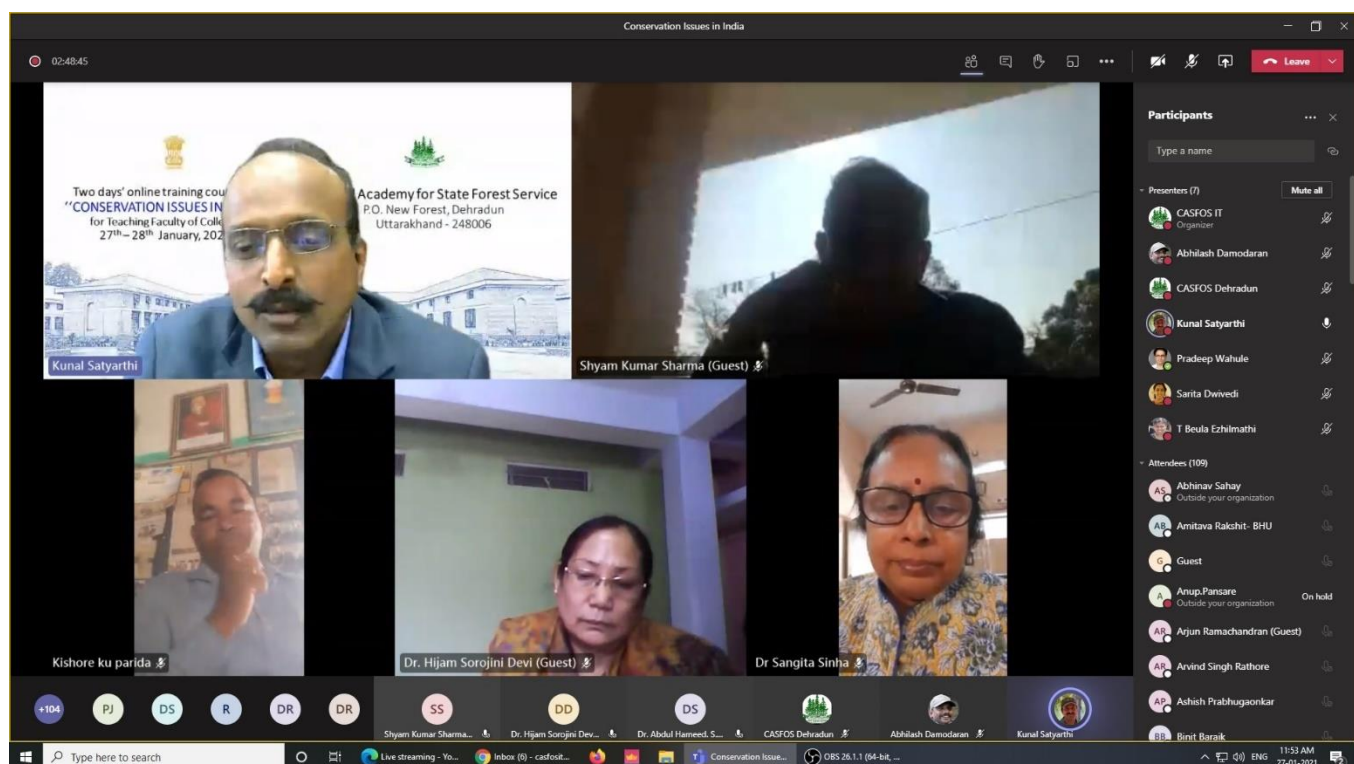 Conservation Issues in India
02:48:45
Leave
Two days' online training cou
Academy for State Forest Service
"CONSERVATION ISSUES IN
P.O. New Forest, Dehradun
for Teaching Faculty of Colle
Uttarakhand - 248006
27th – 28th January, 202
Kunal Satyarthi
Shyam Kumar Sharma (Guest)
Kishore ku parida
Dr. Hijam Sorojini Devi (Guest)
Dr Sangita Sinha
Participants
Type a name
Presenters (7)
Mute all
CASFOS IT
Organizer
Abhilash Damodaran
CASFOS Dehradun
Kunal Satyarthi
Pradeep Wahule
Sarita Dwivedi
T Beula Ezhilmathi
Attendees (109)
AS
Abhinav Sahay
Outside your organization
AB
Amitava Rakshit- BHU
G
Guest
A
Anup.Pansare
Outside your organization
On hold
AR
Arjun Ramachandran (Guest)
AR
Arvind Singh Rathore
AP
Ashish Prabhugaonkar
BB
Binit Baraik
+104
PJ
DS
R
DR
DR
SS
DD
DS
Shyam Kumar Sharma...
Dr. Hijam Sorojini Dev...
Dr. Abdul Hameed. S....
CASFOS Dehradun
Abhilash Damodaran
Kunal Satyarthi
Type here to search
Live streaming - Yo...
Inbox (6) - casfosit...
Conservation Issue...
OBS 26.1.1 (64-bit, ...
ENG
11:53 AM
27-01-2021